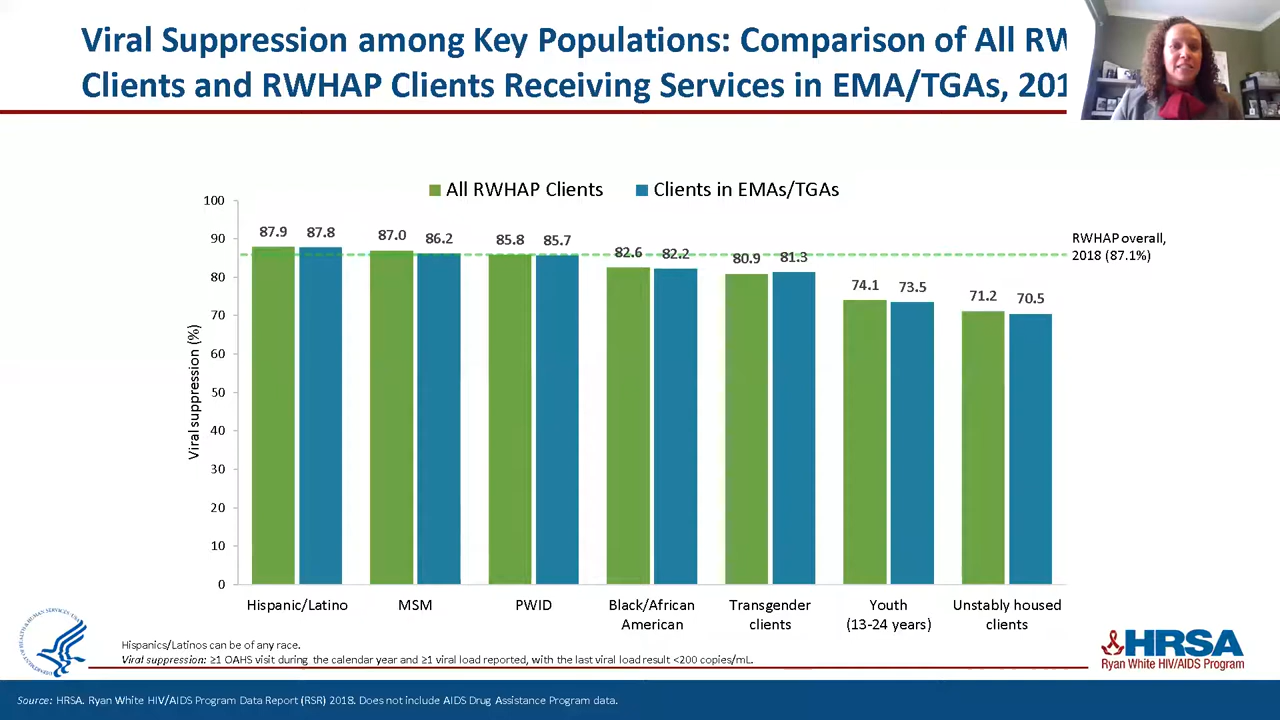 Viral Suppression among Key Populations: Comparison of All RW
Clients and RWHAP Clients Receiving Services in EMA/TGAs, 201
All RWHAP Clients
Clients in EMAs/TGAs
Viral suppression (%)
100
90
80
70
60
50
40
30
20
10
0
87.9 87.8
87.0 86.2
85.8 85.7
82.6 82.2
80.9 81.3
74.1 73.5
71.2 70.5
RWHAP overall,
2018 (87.1%)
Hispanic/Latino
MSM
PWID
Black/African
American
Transgender
clients
Youth
(13-24 years)
Unstably housed
clients
Hispanics/Latinos can be of any race.
Viral suppression: ≥1 OAHS visit during the calendar year and ≥1 viral load reported, with the last viral load result <200 copies/mL.
HRSA
Ryan White HIV/AIDS Program
Source: HRSA. Ryan White HIV/AIDS Program Data Report (RSR) 2018. Does not include AIDS Drug Assistance Program data.